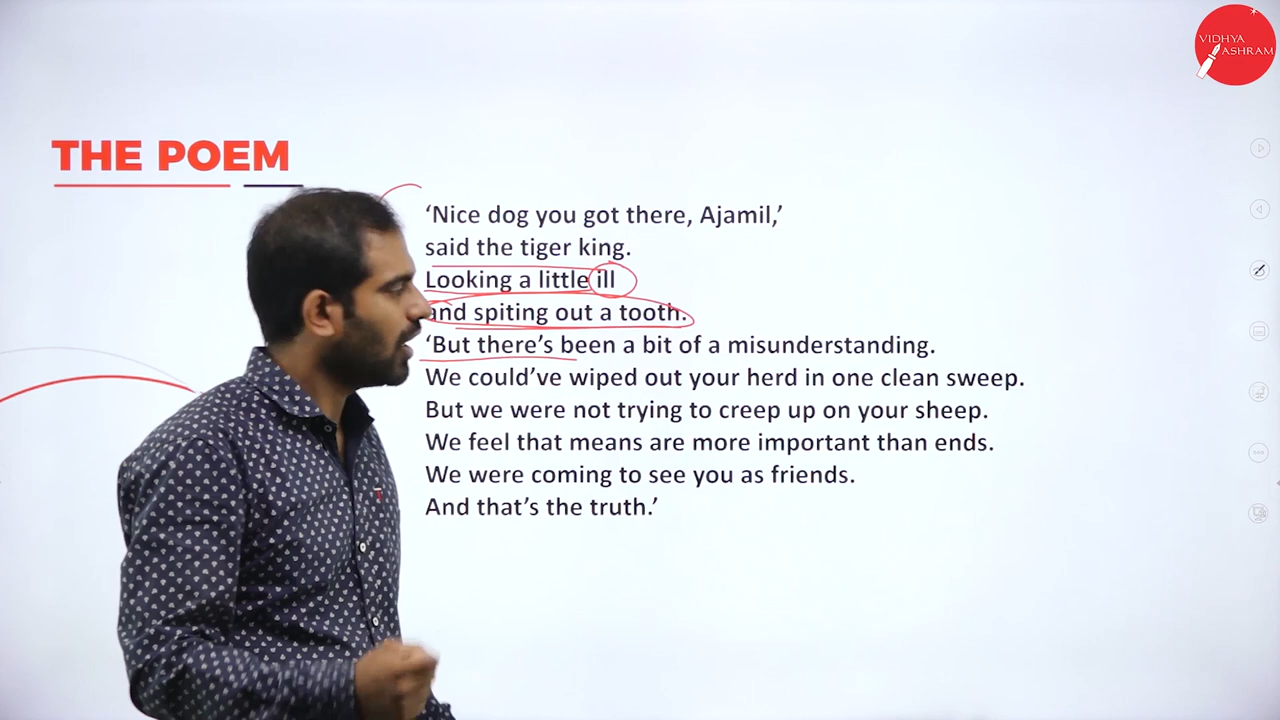 VIDHYA
ASHRAM
THE POEM
‘Nice dog you got there, Ajamil,’
said the tiger king.
Looking a little ill
and spiting out a tooth.
‘But there’s been a bit of a misunderstanding.
We could’ve wiped out your herd in one clean sweep.
But we were not trying to creep up on your sheep.
We feel that means are more important than ends.
We were coming to see you as friends.
And that’s the truth.’